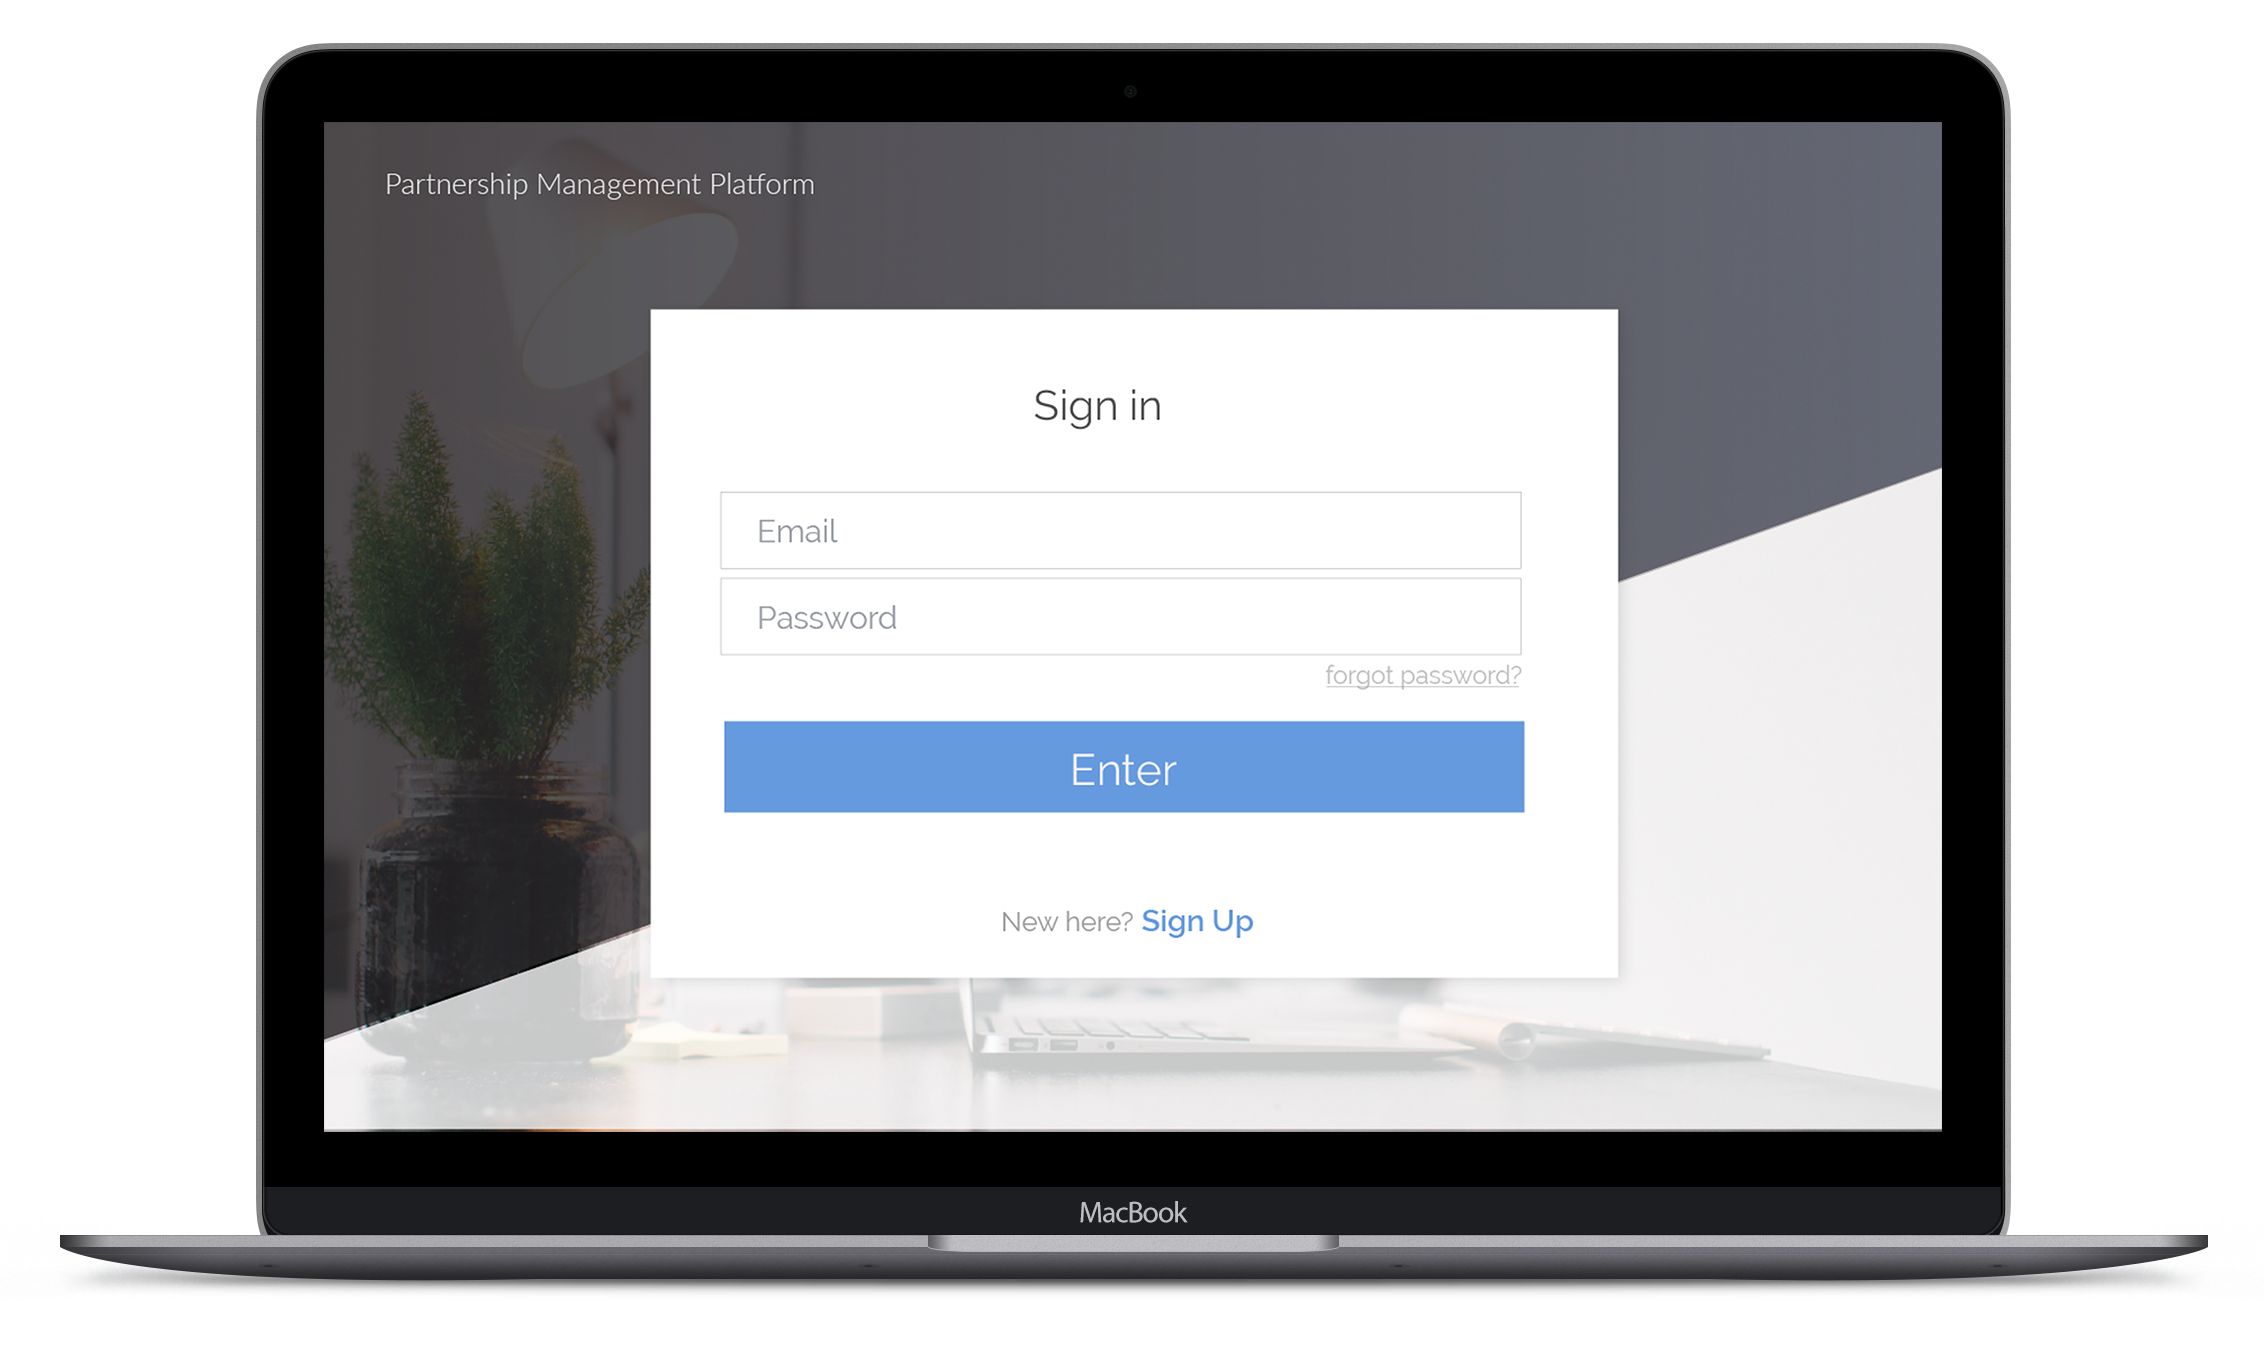 Partnership Management Platform
Sign in
Email
Password
forgot password?
Enter
New here? Sign Up
MacBook